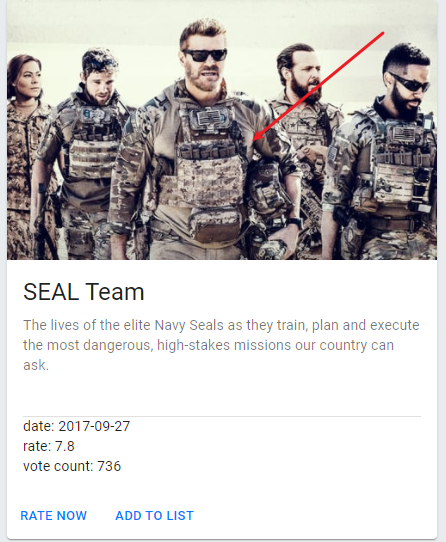 SEAL Team
The lives of the elite Navy Seals as they train, plan and execute
the most dangerous, high-stakes missions our country can
ask.
date: 2017-09-27
rate: 7.8
vote count: 736
RATE NOW ADD TO LIST